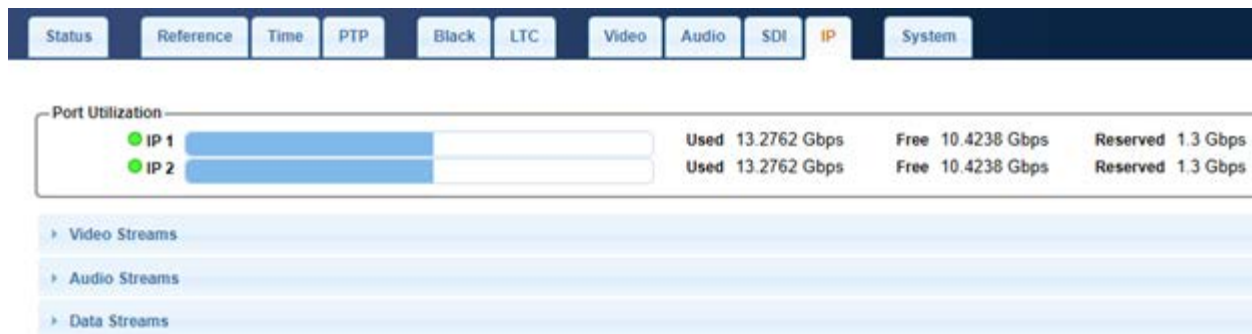 Status Reference Time PTP Black LTC Video Audio SDI IP System
Port Utilization
IP 1 Used 13.2762 Gbps Free 10.4238 Gbps Reserved 1.3 Gbps
IP 2 Used 13.2762 Gbps Free 10.4238 Gbps Reserved 1.3 Gbps
Video Streams
Audio Streams
Data Streams